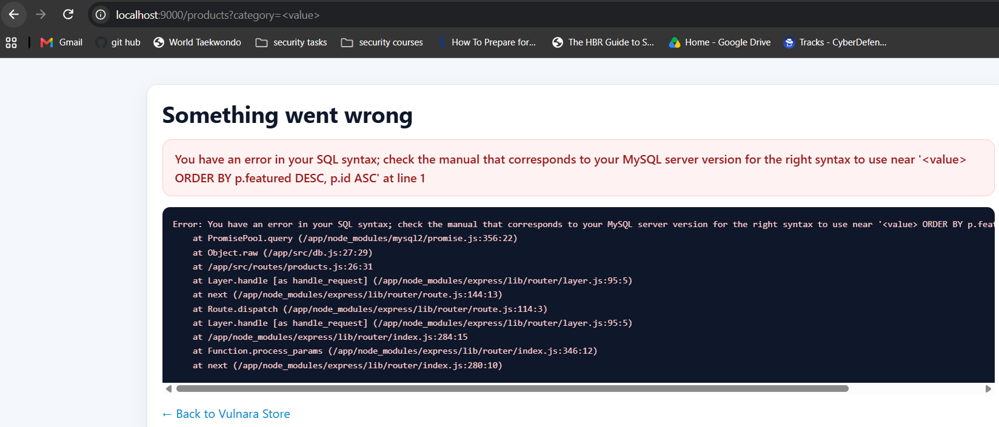 localhost:9000/products?category=<value>
Gmail
git hub
World Taekwondo
security tasks
security courses
How To Prepare for...
The HBR Guide to S...
Home - Google Drive
Tracks - CyberDefen...
Something went wrong
You have an error in your SQL syntax; check the manual that corresponds to your MySQL server version for the right syntax to use near '<value>
ORDER BY p.featured DESC, p.id ASC' at line 1
Error: You have an error in your SQL syntax; check the manual that corresponds to your MySQL server version for the right syntax to use near '<value> ORDER BY p.feat
at PromisePool.query (/app/node_modules/mysql2/promise.js:356:22)
at Object.raw (/app/src/db.js:27:29)
at /app/src/routes/products.js:26:31
at Layer.handle [as handle_request] (/app/node_modules/express/lib/router/layer.js:95:5)
at next (/app/node_modules/express/lib/router/route.js:144:13)
at Route.dispatch (/app/node_modules/express/lib/router/route.js:114:3)
at Layer.handle [as handle_request] (/app/node_modules/express/lib/router/layer.js:95:5)
at /app/node_modules/express/lib/router/index.js:284:15
at Function.process_params (/app/node_modules/express/lib/router/index.js:346:12)
at next (/app/node_modules/express/lib/router/index.js:280:10)
← Back to Vulnara Store